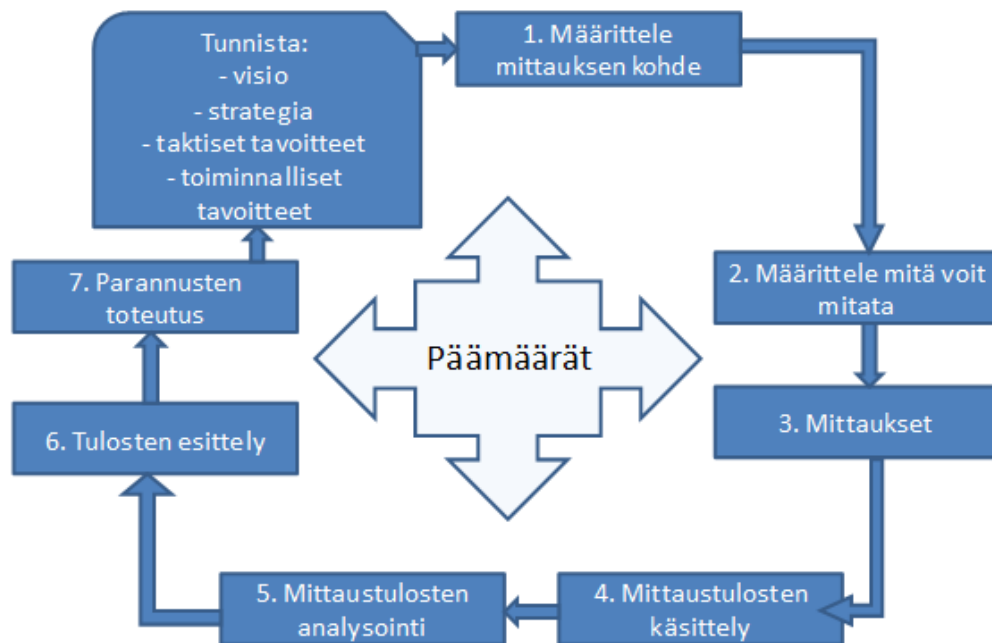 Tunnista:
- visio
- strategia
- taktiset tavoitteet
- toiminnalliset
tavoitteet
1. Määrittele
mittauksen kohde
2. Määrittele mitä voit
mitata
3. Mittaukset
4. Mittaustulosten
käsittely
5. Mittaustulosten
analysointi
6. Tulosten esittely
7. Parannusten
toteutus
Päämäärät